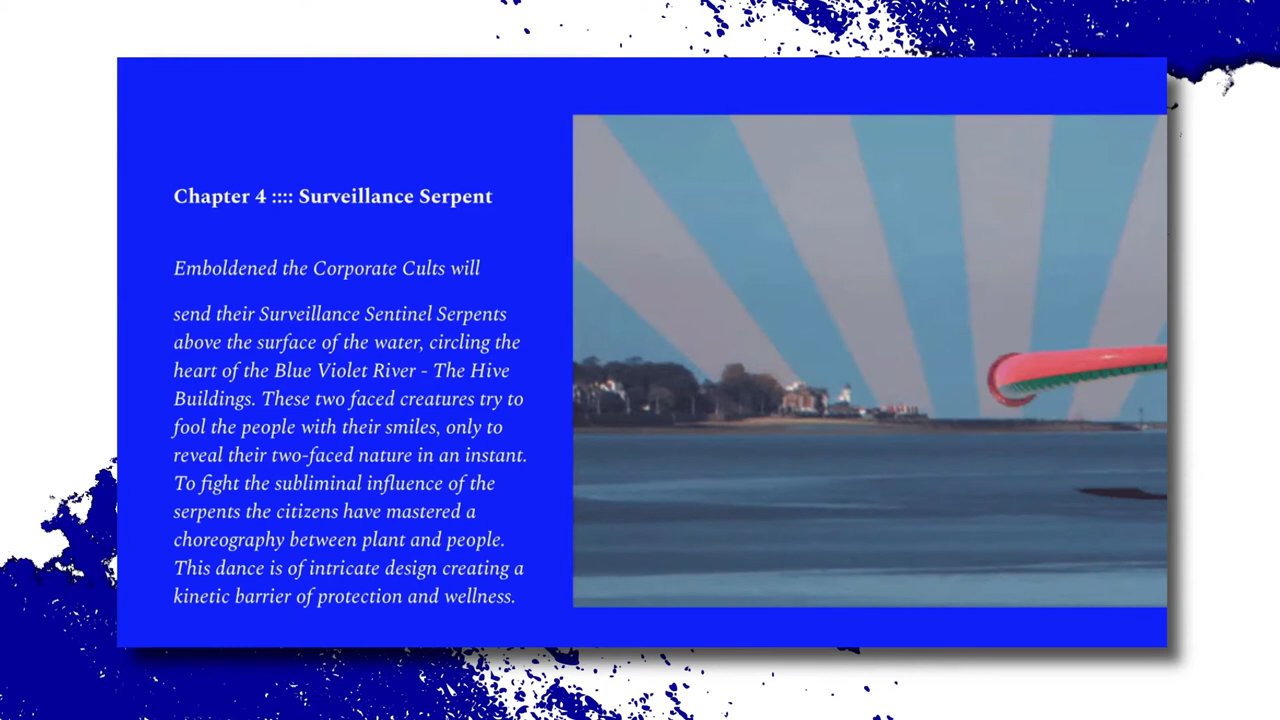 Chapter 4 :::: Surveillance Serpent
Emboldened the Corporate Cults will
send their Surveillance Sentinel Serpents
above the surface of the water, circling the
heart of the Blue Violet River - The Hive
Buildings. These two faced creatures try to
fool the people with their smiles, only to
reveal their two-faced nature in an instant.
To fight the subliminal influence of the
serpents the citizens have mastered a
choreography between plant and people.
This dance is of intricate design creating a
kinetic barrier of protection and wellness.